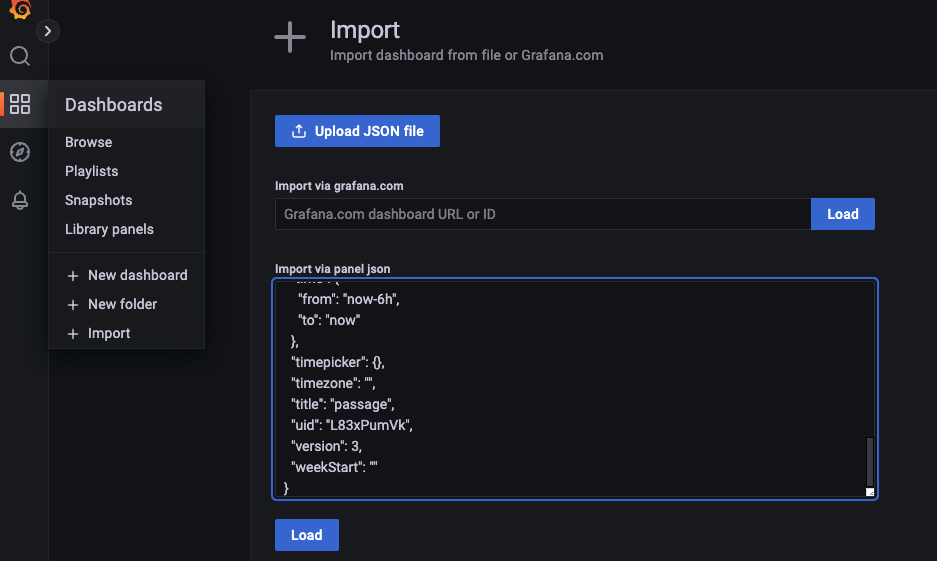 Import
Import dashboard from file or Grafana.com
Dashboards
Browse
Playlists
Snapshots
Library panels
+ New dashboard
+ New folder
+ Import
Upload JSON file
Import via grafana.com
Grafana.com dashboard URL or ID
Load
Import via panel json
"from": "now-6h",
"to": "now"
},
"timepicker": {},
"timezone": "",
"title": "passage",
"uid": "L83xPumVk",
"version": 3,
"weekStart": ""
}
Load